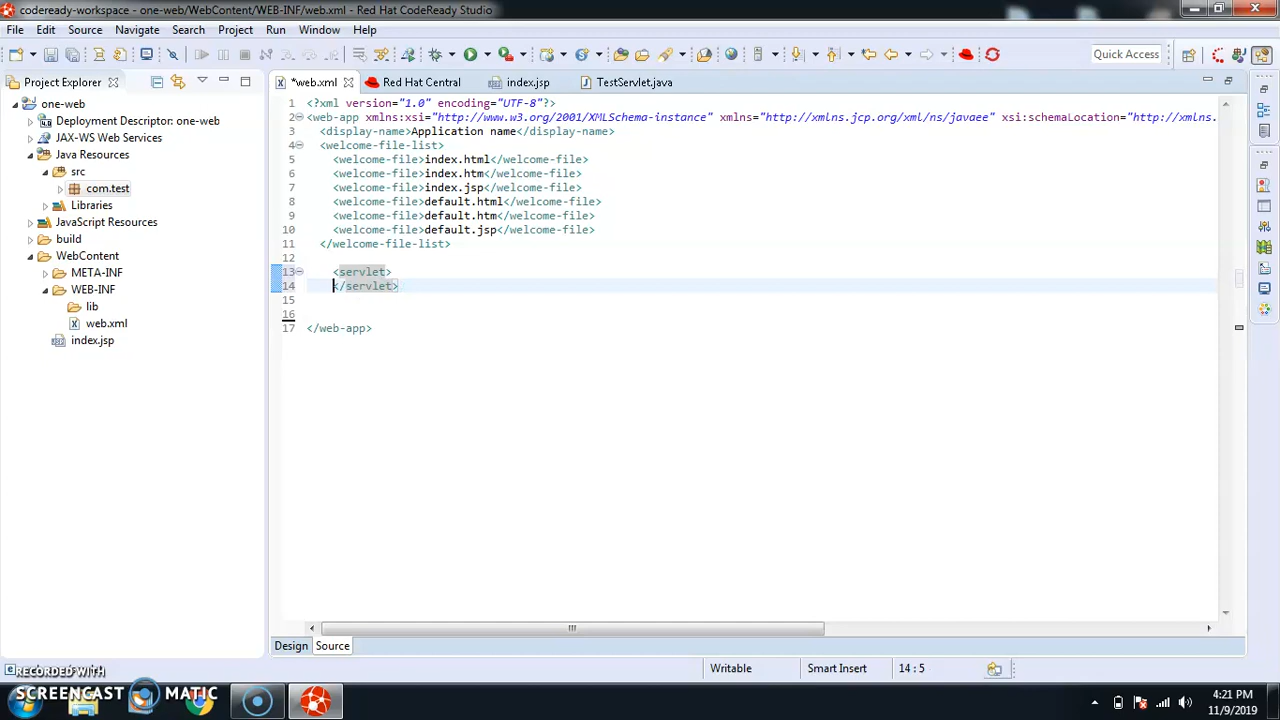 codeready-workspace - one-web/WebContent/WEB-INF/web.xml - Red Hat CodeReady Studio
File Edit Source Navigate Search Project Run Window Help
Quick Access
Project Explorer
*web.xml Red Hat Central index.jsp TestServlet.java
one-web
Deployment Descriptor: one-web
JAX-WS Web Services
Java Resources
src
com.test
Libraries
JavaScript Resources
build
WebContent
META-INF
WEB-INF
lib
web.xml
index.jsp
1 <?xml version="1.0" encoding="UTF-8"?>
2 <web-app xmlns:xsi="http://www.w3.org/2001/XMLSchema-instance" xmlns="http://xmlns.jcp.org/xml/ns/javaee" xsi:schemaLocation="http://xmlns.
3 <display-name>Application name</display-name>
4 <welcome-file-list>
5 <welcome-file>index.html</welcome-file>
6 <welcome-file>index.htm</welcome-file>
7 <welcome-file>index.jsp</welcome-file>
8 <welcome-file>default.html</welcome-file>
9 <welcome-file>default.htm</welcome-file>
10 <welcome-file>default.jsp</welcome-file>
11 </welcome-file-list>
12
13 <servlet>
14 </servlet>
15
16
17 </web-app>
Design Source
Writable Smart Insert 14 : 5
RECORDED WITH
SCREENCAST MATIC
4:21 PM
11/9/2019